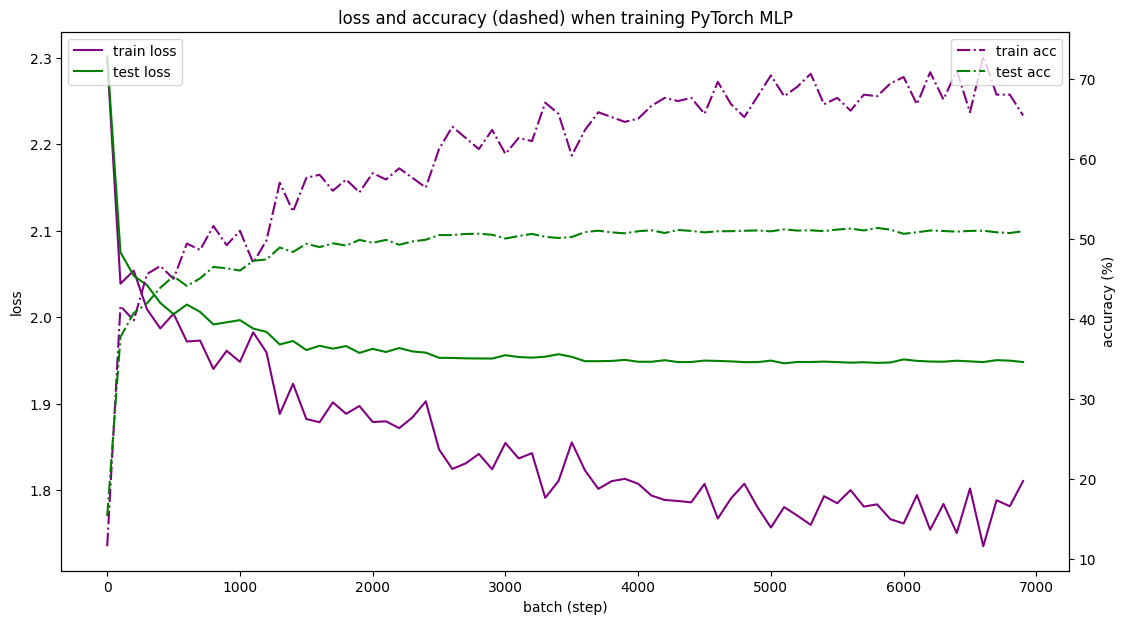 loss and accuracy (dashed) when training PyTorch MLP
train loss
test loss
train acc
test acc
2.3
2.2
2.1
2.0
1.9
1.8
loss
70
60
50
40
30
20
10
accuracy (%)
0 1000 2000 3000 4000 5000 6000 7000
batch (step)